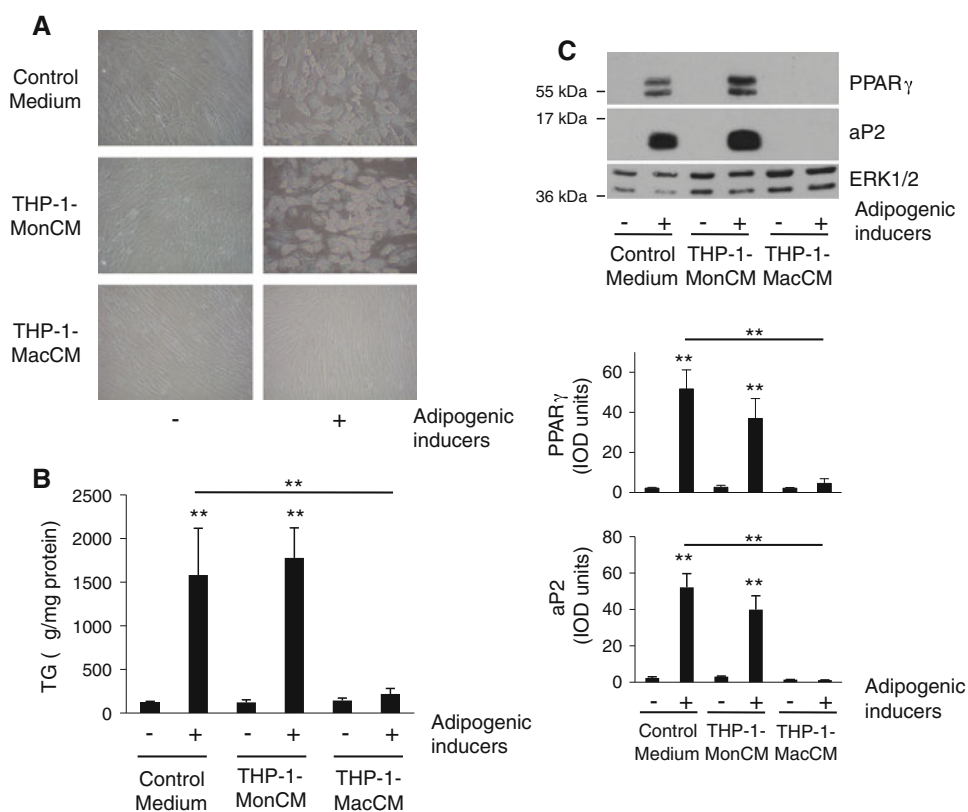 A
Control
Medium
THP-1-
MonCM
THP-1-
MacCM
- +
Adipogenic
inducers
B
**
** **
TG ( g/mg protein)
2500
2000
1500
1000
500
0
- + - + - +
Adipogenic
inducers
Control
Medium
THP-1-
MonCM
THP-1-
MacCM
C
55 kDa
17 kDa
36 kDa
PPARγ
aP2
ERK1/2
- + - + - +
Adipogenic
inducers
Control
Medium
THP-1-
MonCM
THP-1-
MacCM
**
** **
PPARγ
(IOD units)
60
40
20
0
**
** **
aP2
(IOD units)
80
60
40
20
0
- + - + - +
Adipogenic
inducers
Control
Medium
THP-1-
MonCM
THP-1-
MacCM